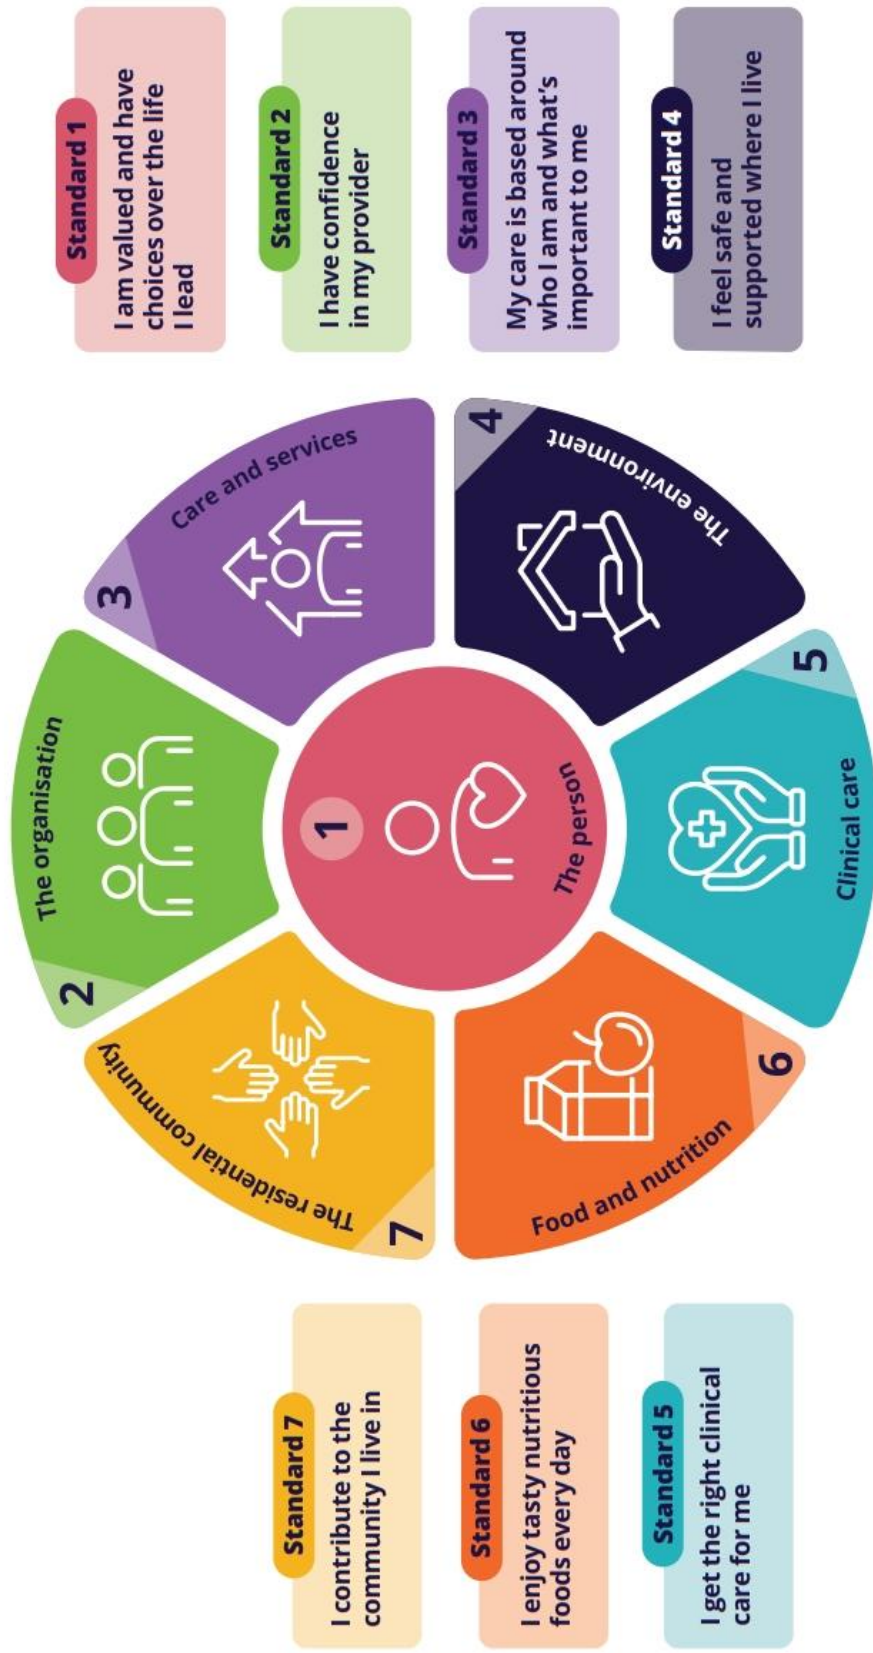 Standard 1
I am valued and have
choices over the life
I lead
Standard 2
I have confidence
in my provider
Standard 3
My care is based around
who I am and what's
important to me
Standard 4
I feel safe and
supported where I live
1
The person
2
The organisation
3
Care and services
4
The environment
5
Clinical care
6
Food and nutrition
7
The residential community
Standard 7
I contribute to the
community I live in
Standard 6
I enjoy tasty nutritious
foods every day
Standard 5
I get the right clinical
care for me